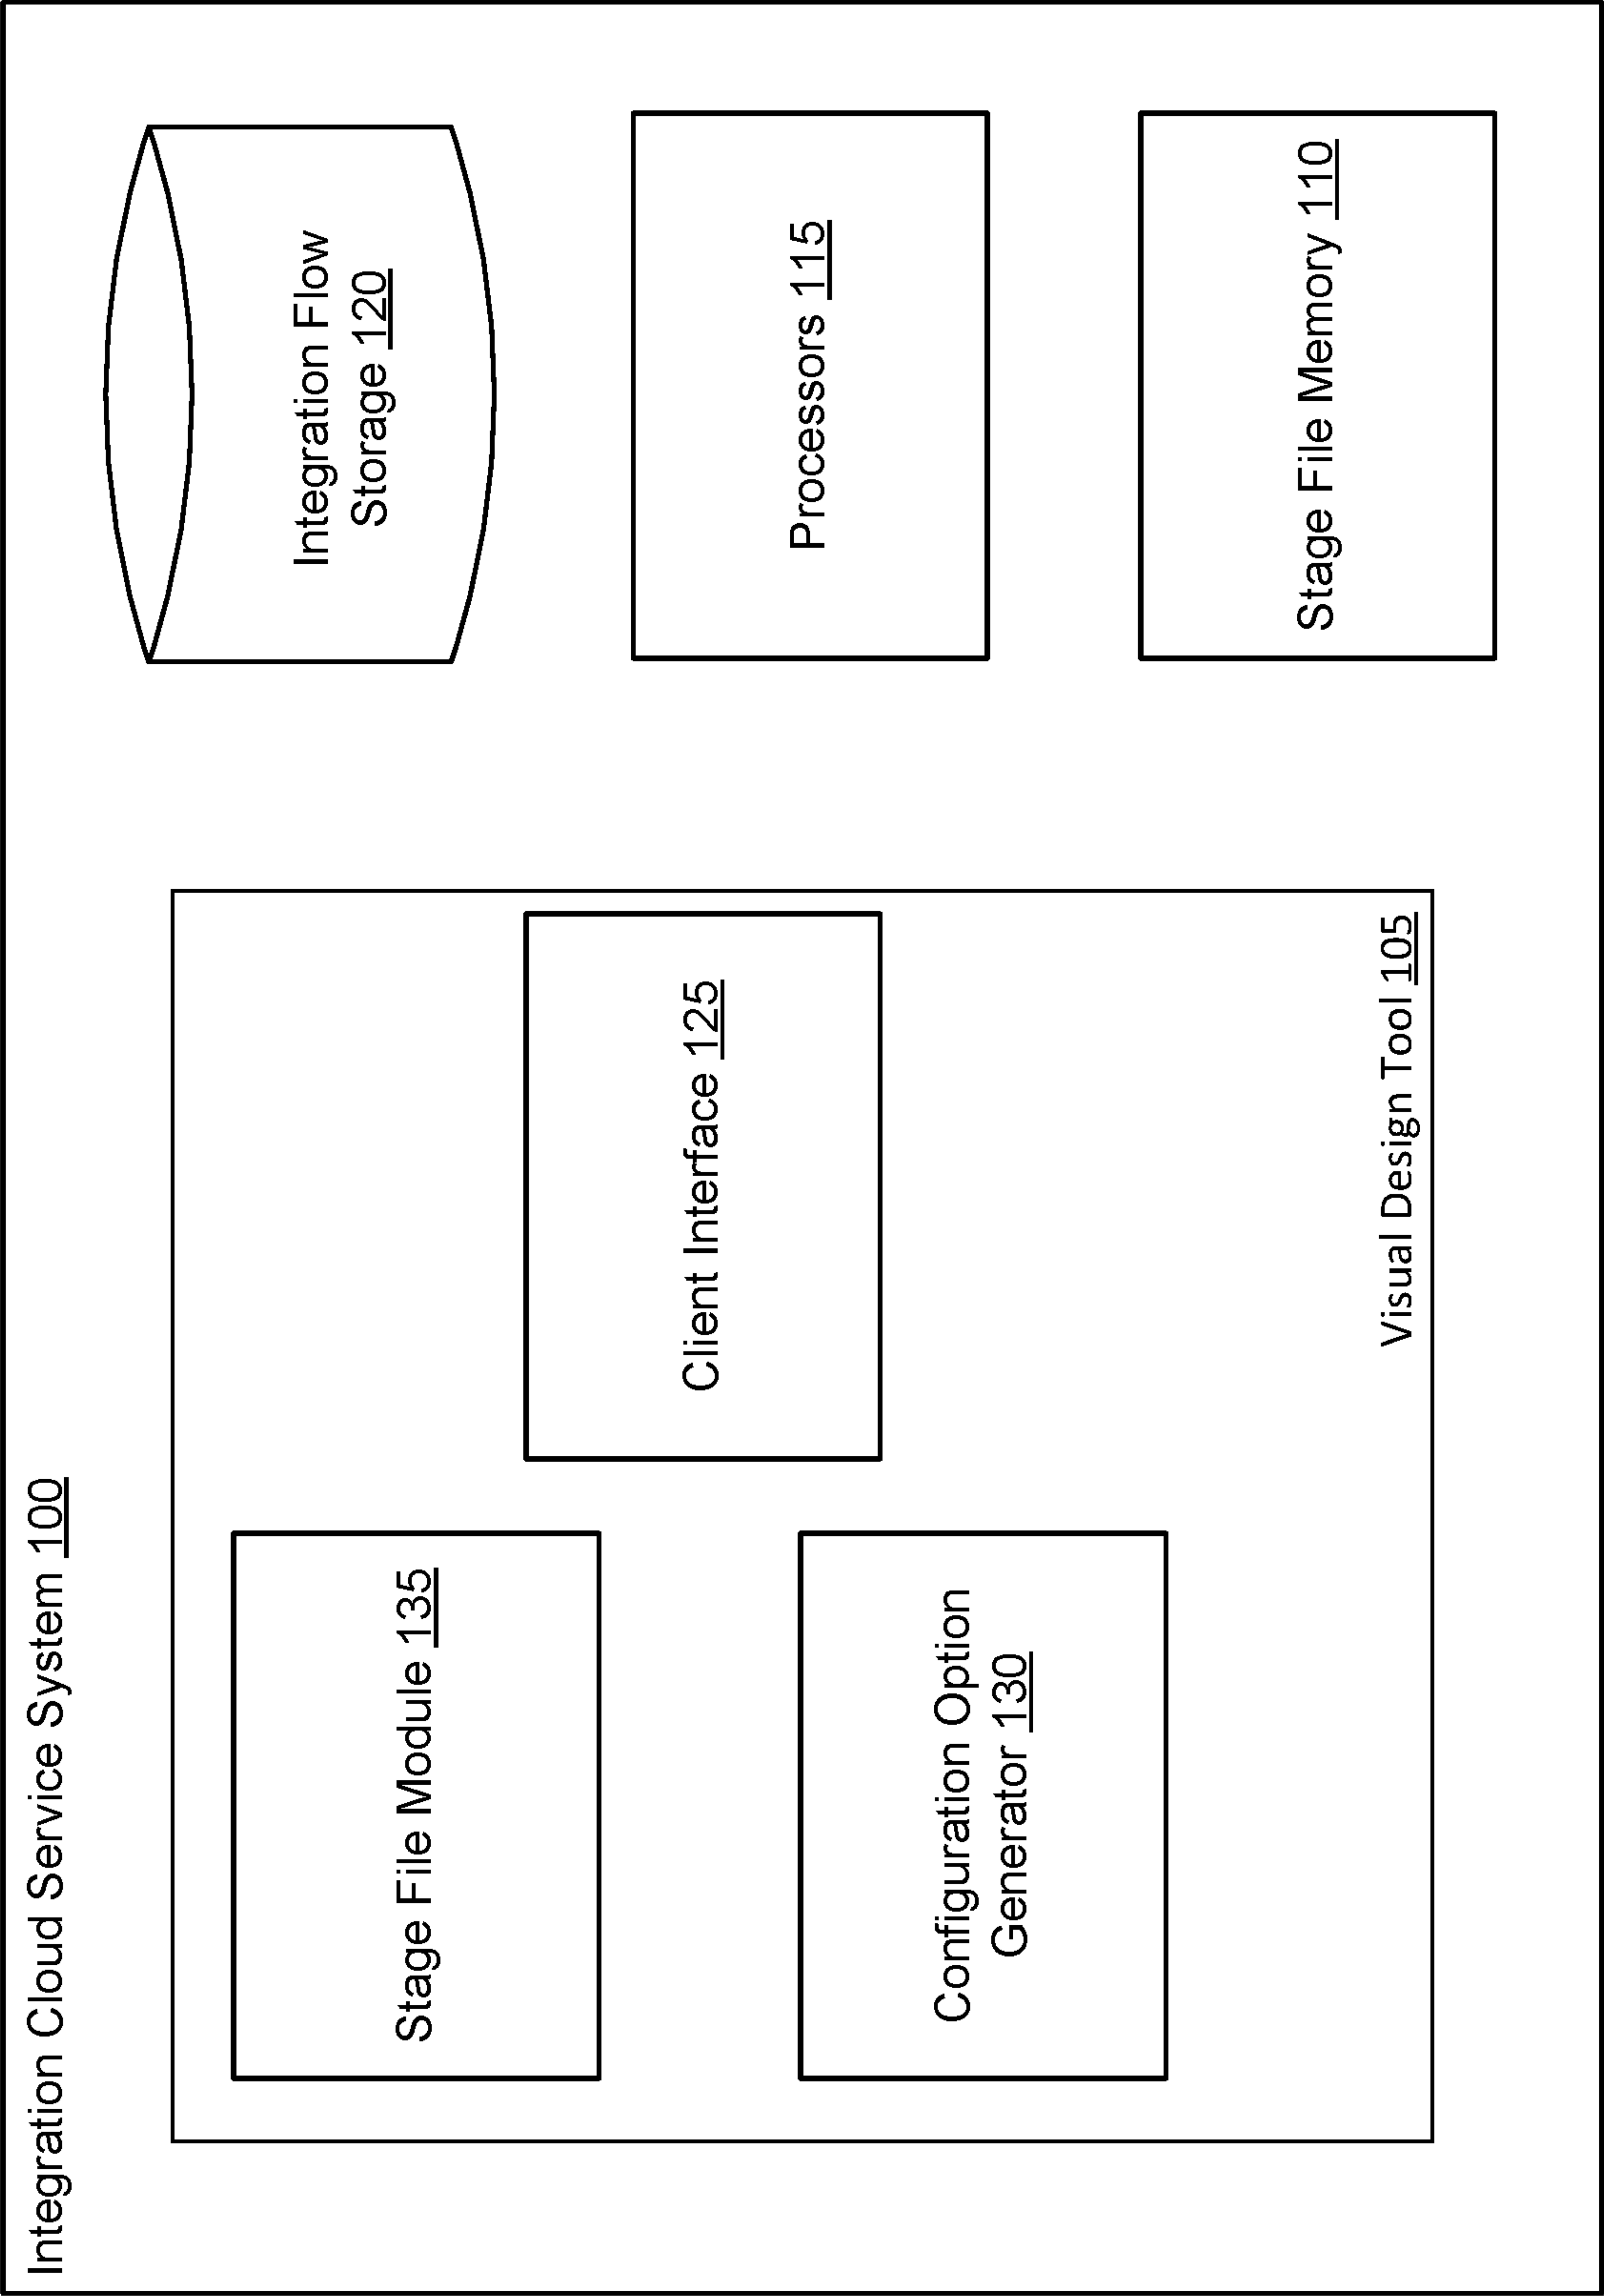 Integration Cloud Service System 100
Stage File Module 135
Configuration Option
Generator 130
Client Interface 125
Visual Design Tool 105
Integration Flow
Storage 120
Processors 115
Stage File Memory 110